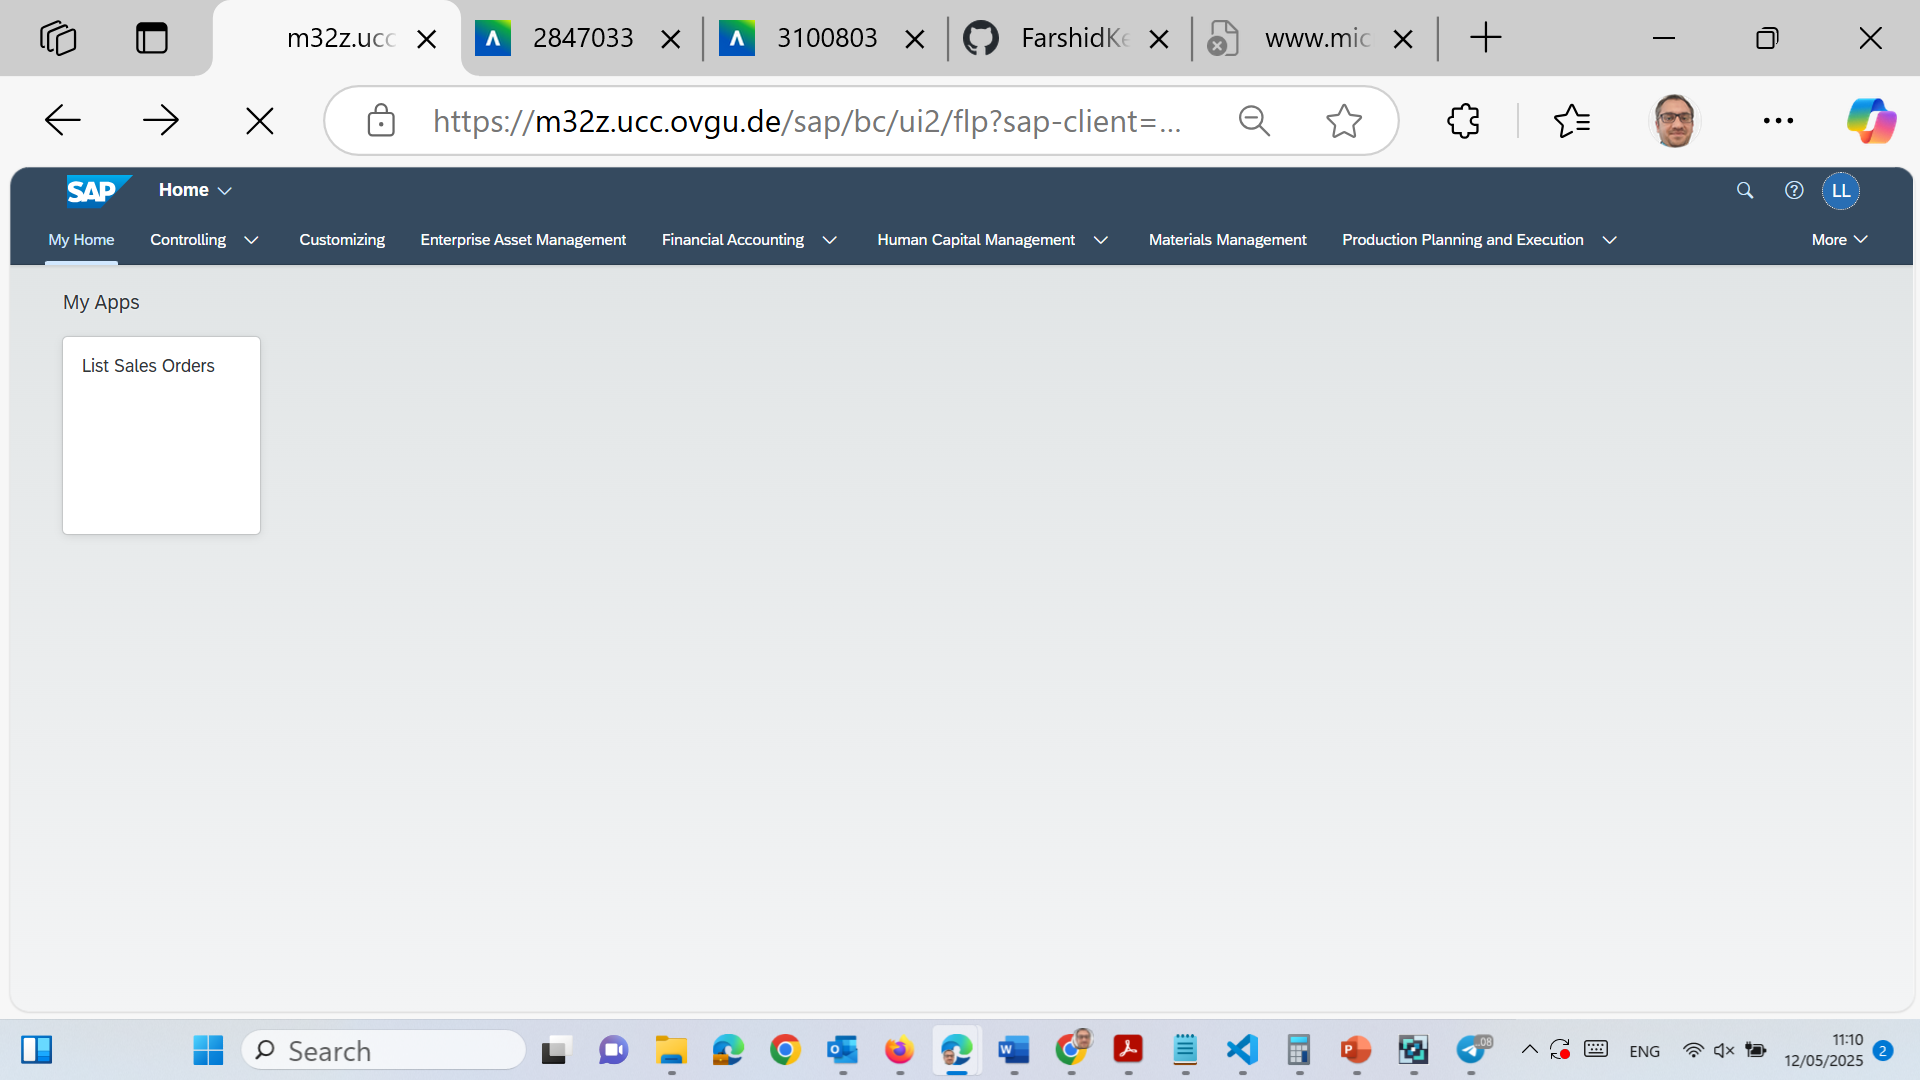 m32z.ucc
2847033
3100803
FarshidKe
www.mic
https://m32z.ucc.ovgu.de/sap/bc/ui2/flp?sap-client=...
SAP
Home
LL
My Home
Controlling
Customizing
Enterprise Asset Management
Financial Accounting
Human Capital Management
Materials Management
Production Planning and Execution
More
My Apps
List Sales Orders
Search
..08
ENG
11:10
12/05/2025
2